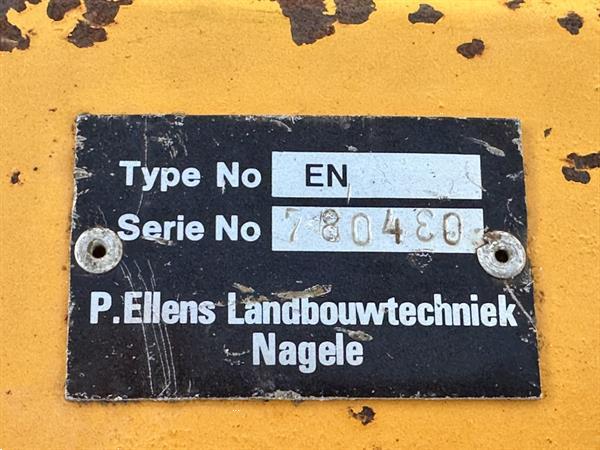 Type No EN
Serie No 780480
P.Ellens Landbouwtechniek
Nagele